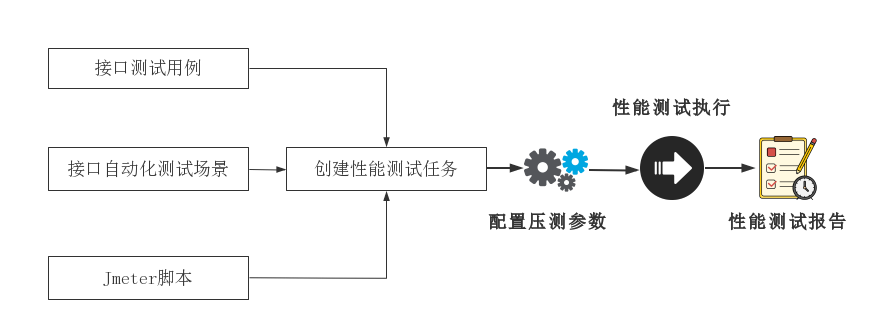 接口测试用例
接口自动化测试场景
Jmeter脚本
创建性能测试任务
配置压测参数
性能测试执行
性能测试报告